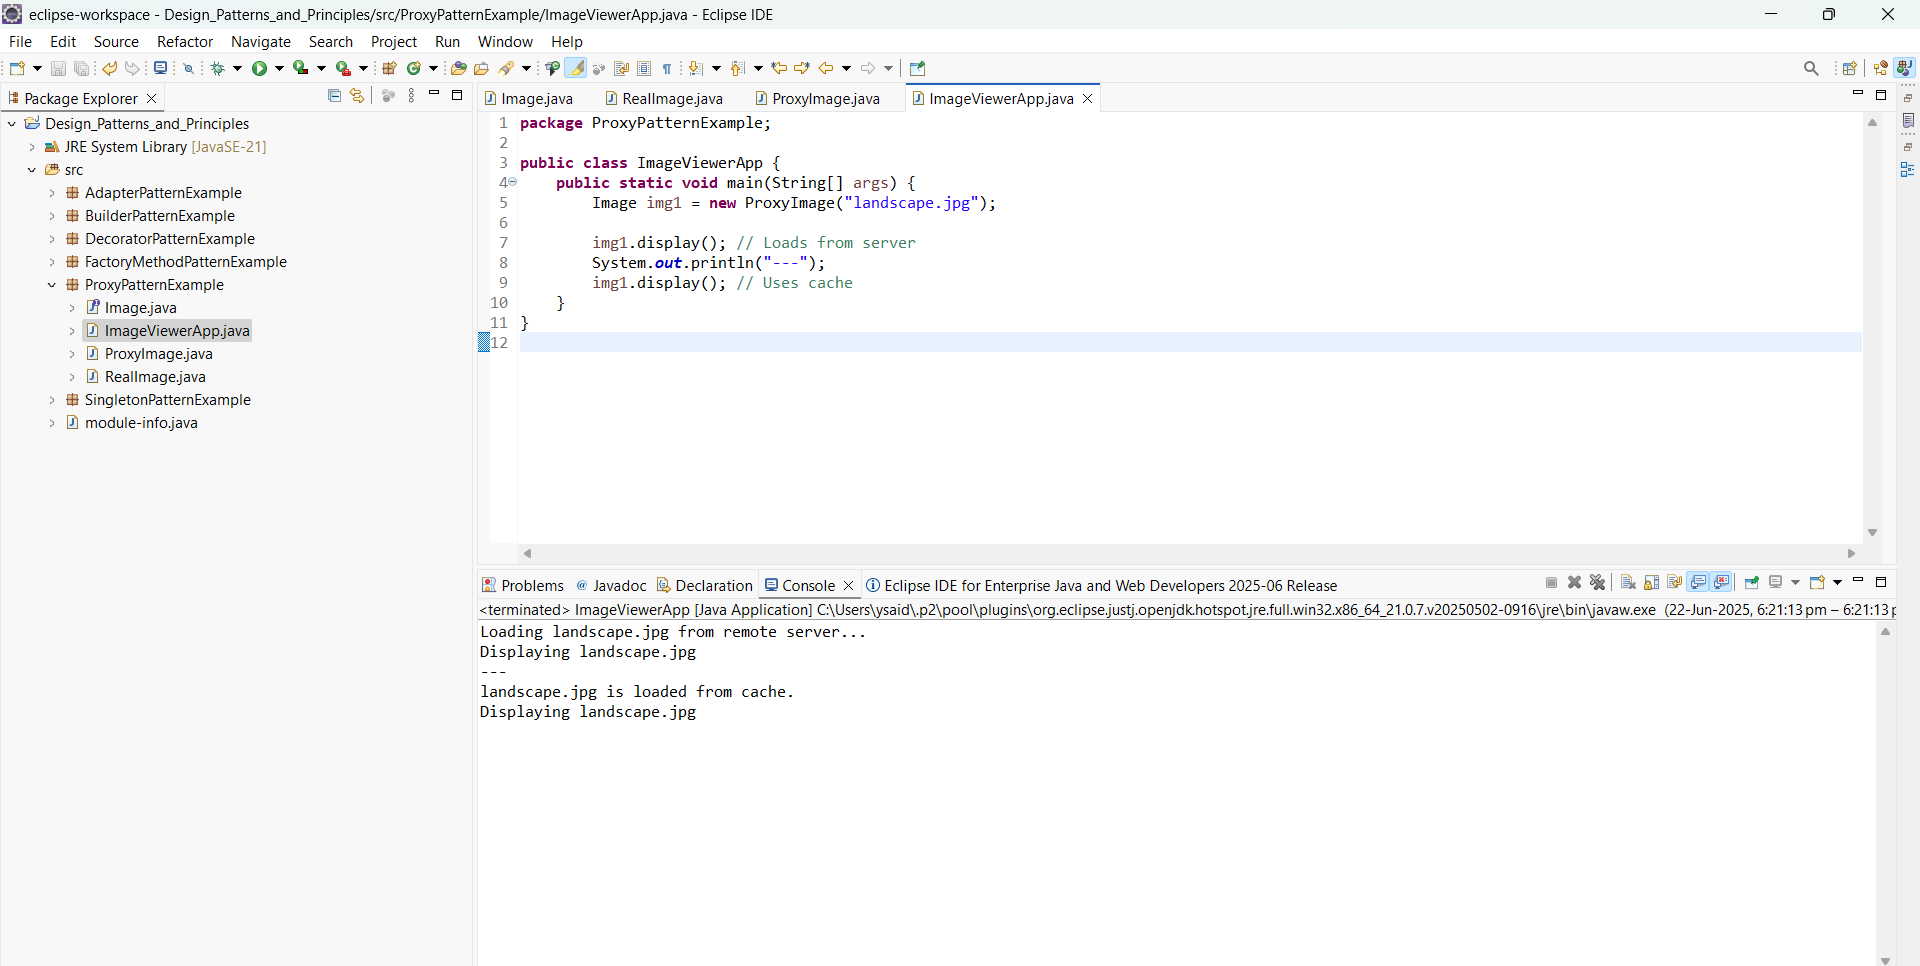 eclipse-workspace - Design_Patterns_and_Principles/src/ProxyPatternExample/ImageViewerApp.java - Eclipse IDE
File Edit Source Refactor Navigate Search Project Run Window Help
Package Explorer
Design_Patterns_and_Principles
JRE System Library [JavaSE-21]
src
AdapterPatternExample
BuilderPatternExample
DecoratorPatternExample
FactoryMethodPatternExample
ProxyPatternExample
Image.java
ImageViewerApp.java
ProxyImage.java
RealImage.java
SingletonPatternExample
module-info.java
Image.java RealImage.java ProxyImage.java ImageViewerApp.java
1 package ProxyPatternExample;
2
3 public class ImageViewerApp {
4 public static void main(String[] args) {
5 Image img1 = new ProxyImage("landscape.jpg");
6
7 img1.display(); // Loads from server
8 System.out.println("---");
9 img1.display(); // Uses cache
10 }
11 }
12
Problems @ Javadoc Declaration Console Eclipse IDE for Enterprise Java and Web Developers 2025-06 Release
<terminated> ImageViewerApp [Java Application] C:\Users\ysaid\.p2\pool\plugins\org.eclipse.justj.openjdk.hotspot.jre.full.win32.x86_64_21.0.7.v20250502-0916\jre\bin\javaw.exe (22-Jun-2025, 6:21:13 pm – 6:21:13 p
Loading landscape.jpg from remote server...
Displaying landscape.jpg
---
landscape.jpg is loaded from cache.
Displaying landscape.jpg